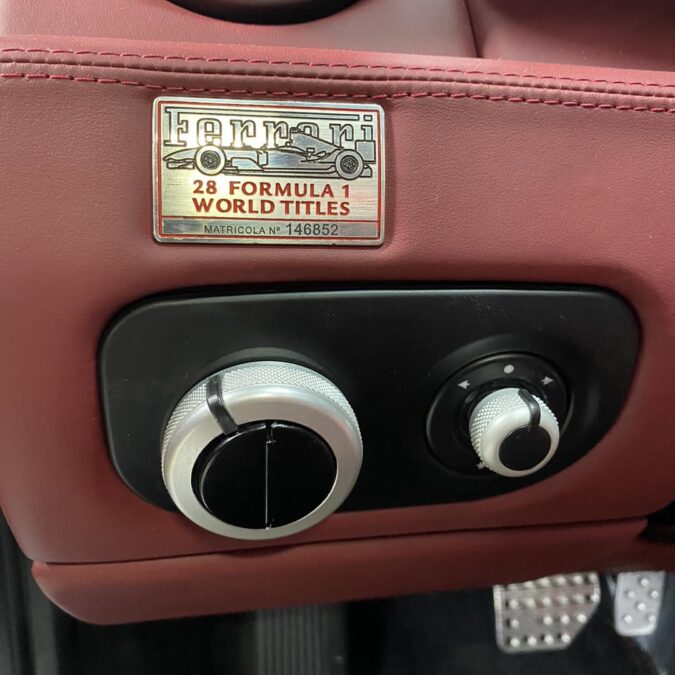 Ferrari
28 FORMULA 1
WORLD TITLES
MATRICOLA Nº 146852